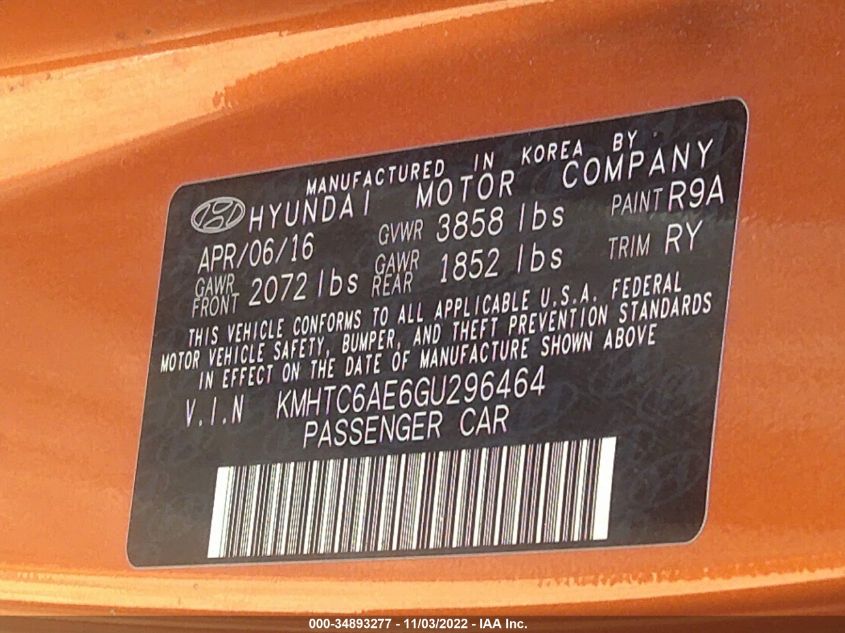 MANUFACTURED IN KOREA BY
HYUNDAI MOTOR COMPANY
APR/06/16 GVWR 3858 lbs PAINT R9A
GAWR FRONT 2072 lbs GAWR REAR 1852 lbs TRIM RY
THIS VEHICLE CONFORMS TO ALL APPLICABLE U.S.A. FEDERAL
MOTOR VEHICLE SAFETY, BUMPER, AND THEFT PREVENTION STANDARDS
IN EFFECT ON THE DATE OF MANUFACTURE SHOWN ABOVE
V.I.N KMHTC6AE6GU296464
PASSENGER CAR
000-34893277 - 11/03/2022 - IAA Inc.